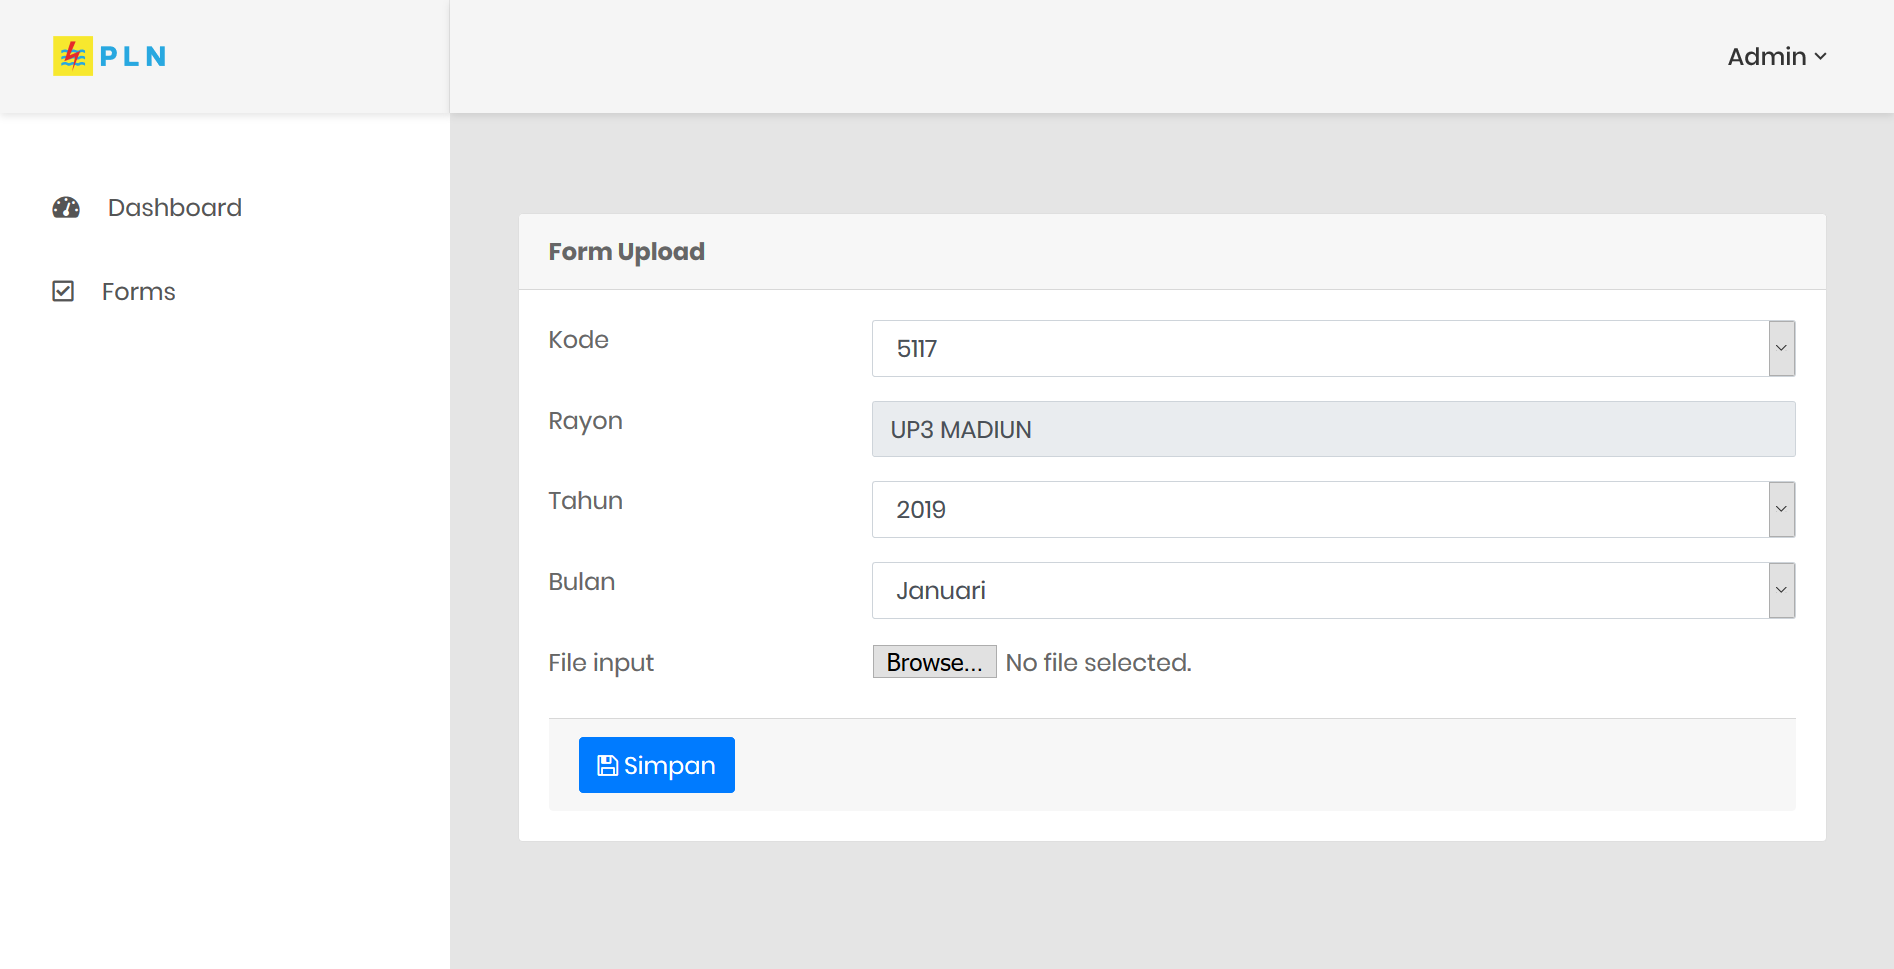 PLN
Admin
Dashboard
Forms
Form Upload
Kode
5117
Rayon
UP3 MADIUN
Tahun
2019
Bulan
Januari
File input
Browse... No file selected.
Simpan